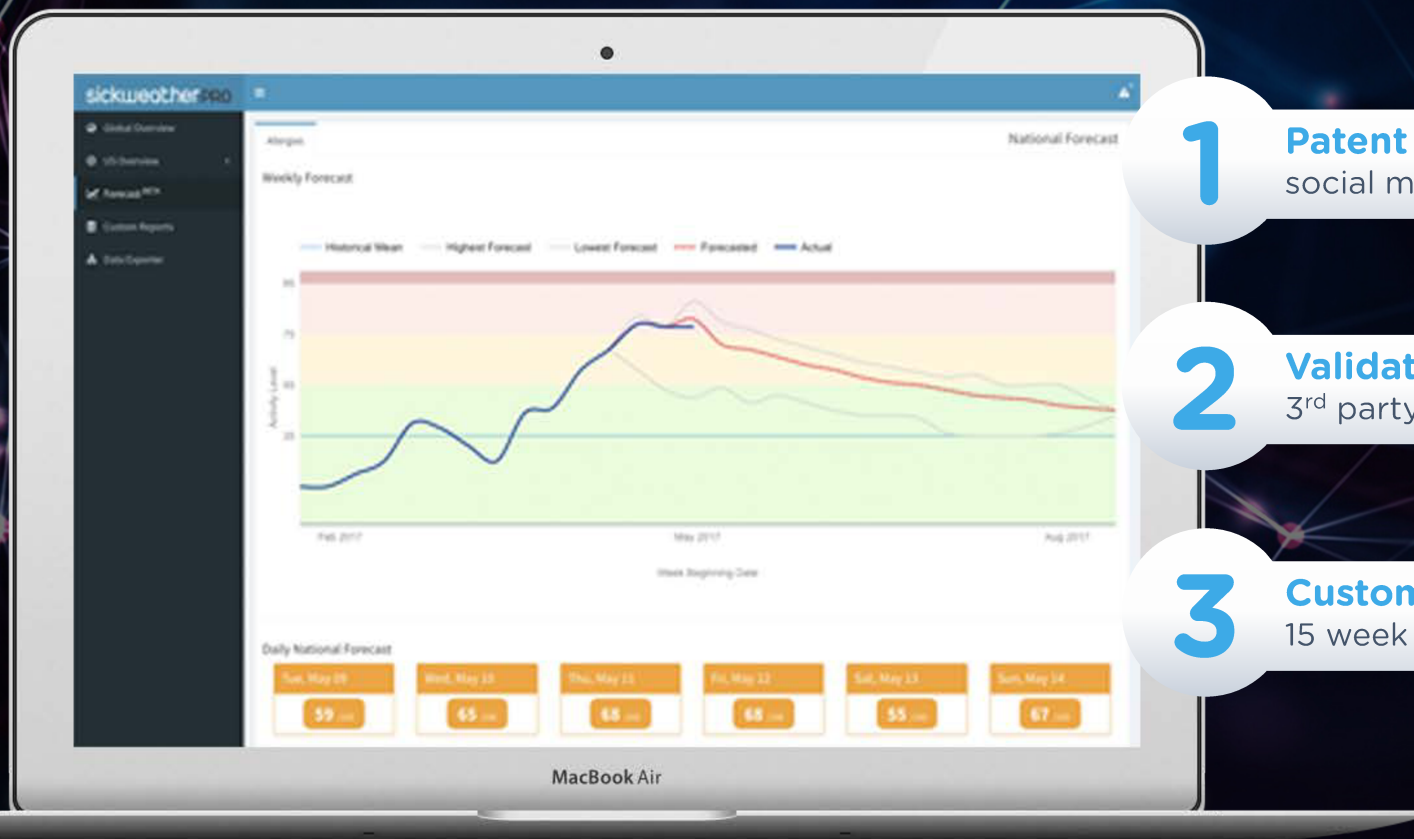 sickweatherPRO
Global Overview
US Overview
Forecast BETA
Custom Reports
Data Exporter
Allergies
National Forecast
Weekly Forecast
Historical Mean
Highest Forecast
Lowest Forecast
Forecasted
Actual
Activity Level
Feb 2017
May 2017
Aug 2017
Week Beginning Date
Daily National Forecast
Tue, May 09
Wed, May 10
Thu, May 11
Fri, May 12
Sat, May 13
Sun, May 14
59
65
68
68
55
67
MacBook Air
1
Patent
social m
2
Validat
3rd party
3
Custom
15 week